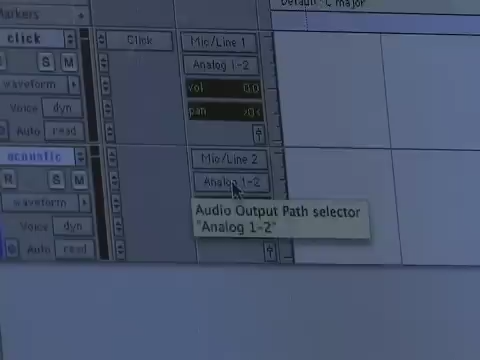 Default: C major
Markers
click
Click
Mic/Line 1
S M
Analog 1-2
waveform
vol 0.0
Voice dyn
pan >0<
Auto read
acoustic
Mic/Line 2
R S M
Analog 1-2
waveform
Audio Output Path selector
"Analog 1-2"
Voice dyn
Auto read